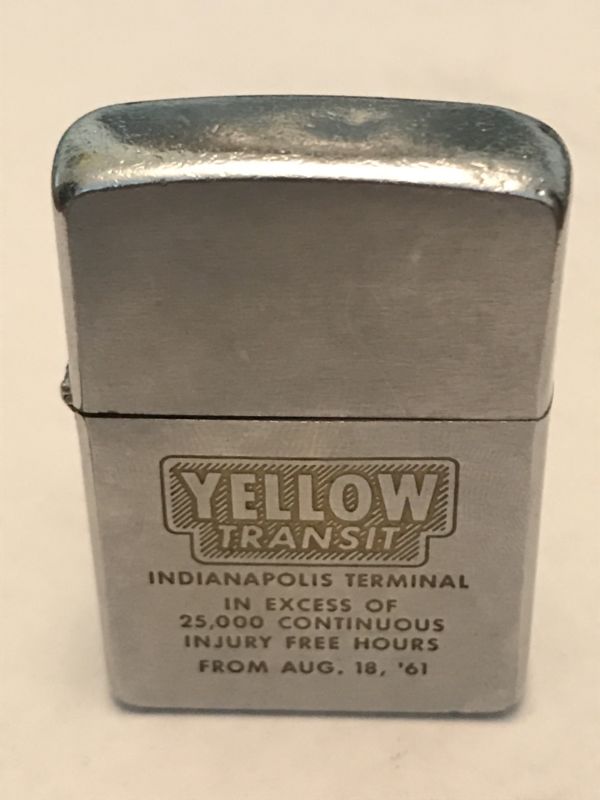 YELLOW
TRANSIT
INDIANAPOLIS TERMINAL
IN EXCESS OF
25,000 CONTINUOUS
INJURY FREE HOURS
FROM AUG. 18, '61